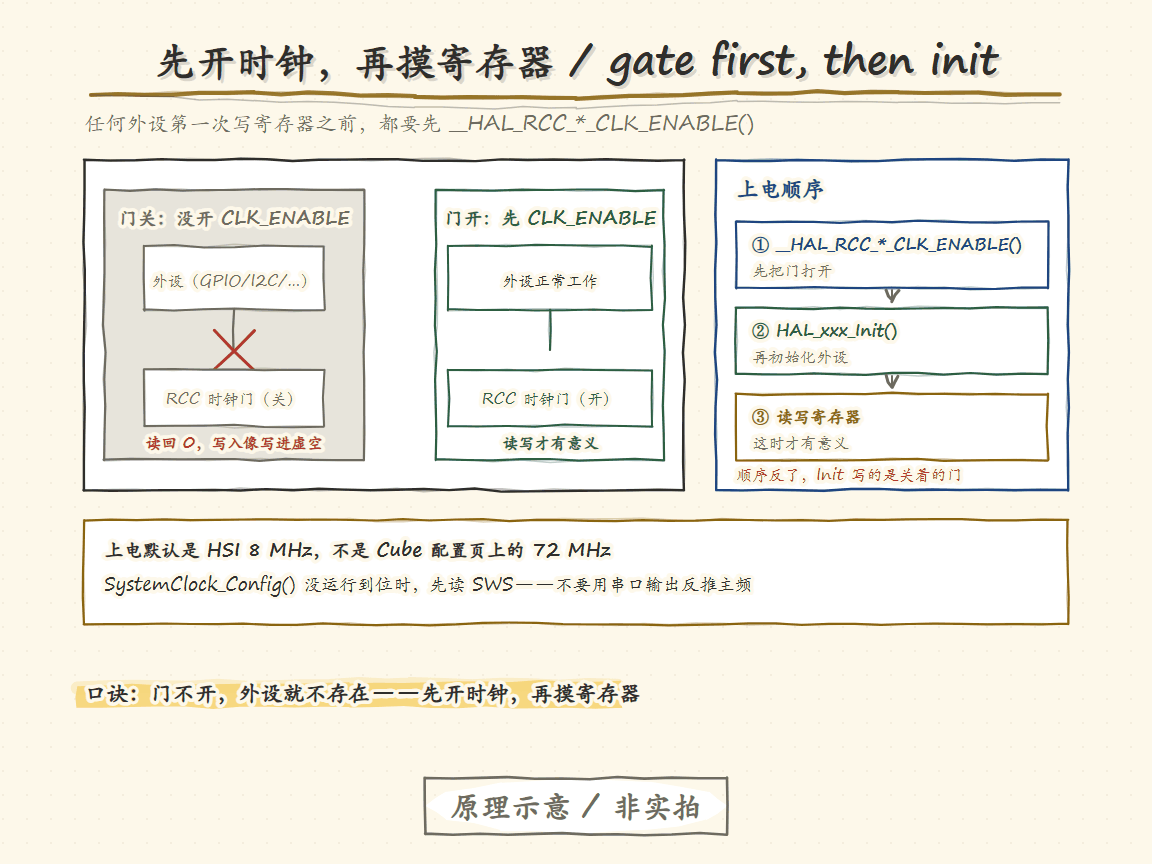 先开时钟，再摸寄存器 / gate first, then init
任何外设第一次写寄存器之前，都要先 __HAL_RCC_*_CLK_ENABLE()
门关：没开 CLK_ENABLE
外设（GPIO/I2C/...）
RCC 时钟门（关）
读回 0，写入像写进虚空
门开：先 CLK_ENABLE
外设正常工作
RCC 时钟门（开）
读写才有意义
上电顺序
① __HAL_RCC_*_CLK_ENABLE()
先把门打开
② HAL_xxx_Init()
再初始化外设
③ 读写寄存器
这时才有意义
顺序反了，Init 写的是关着的门
上电默认是 HSI 8 MHz，不是 Cube 配置页上的 72 MHz
SystemClock_Config() 没运行到位时，先读 SWS——不要用串口输出反推主频
口诀：门不开，外设就不存在——先开时钟，再摸寄存器
原理示意 / 非实拍